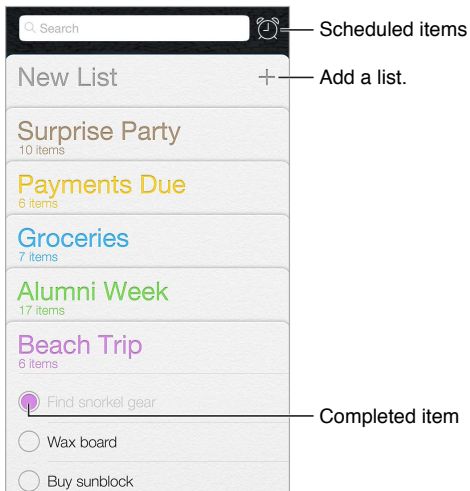 Search
Scheduled items
New List
Add a list.
Surprise Party
10 items
Payments Due
6 items
Groceries
7 items
Alumni Week
17 items
Beach Trip
6 items
Find snorkel gear
Completed item
Wax board
Buy sunblock